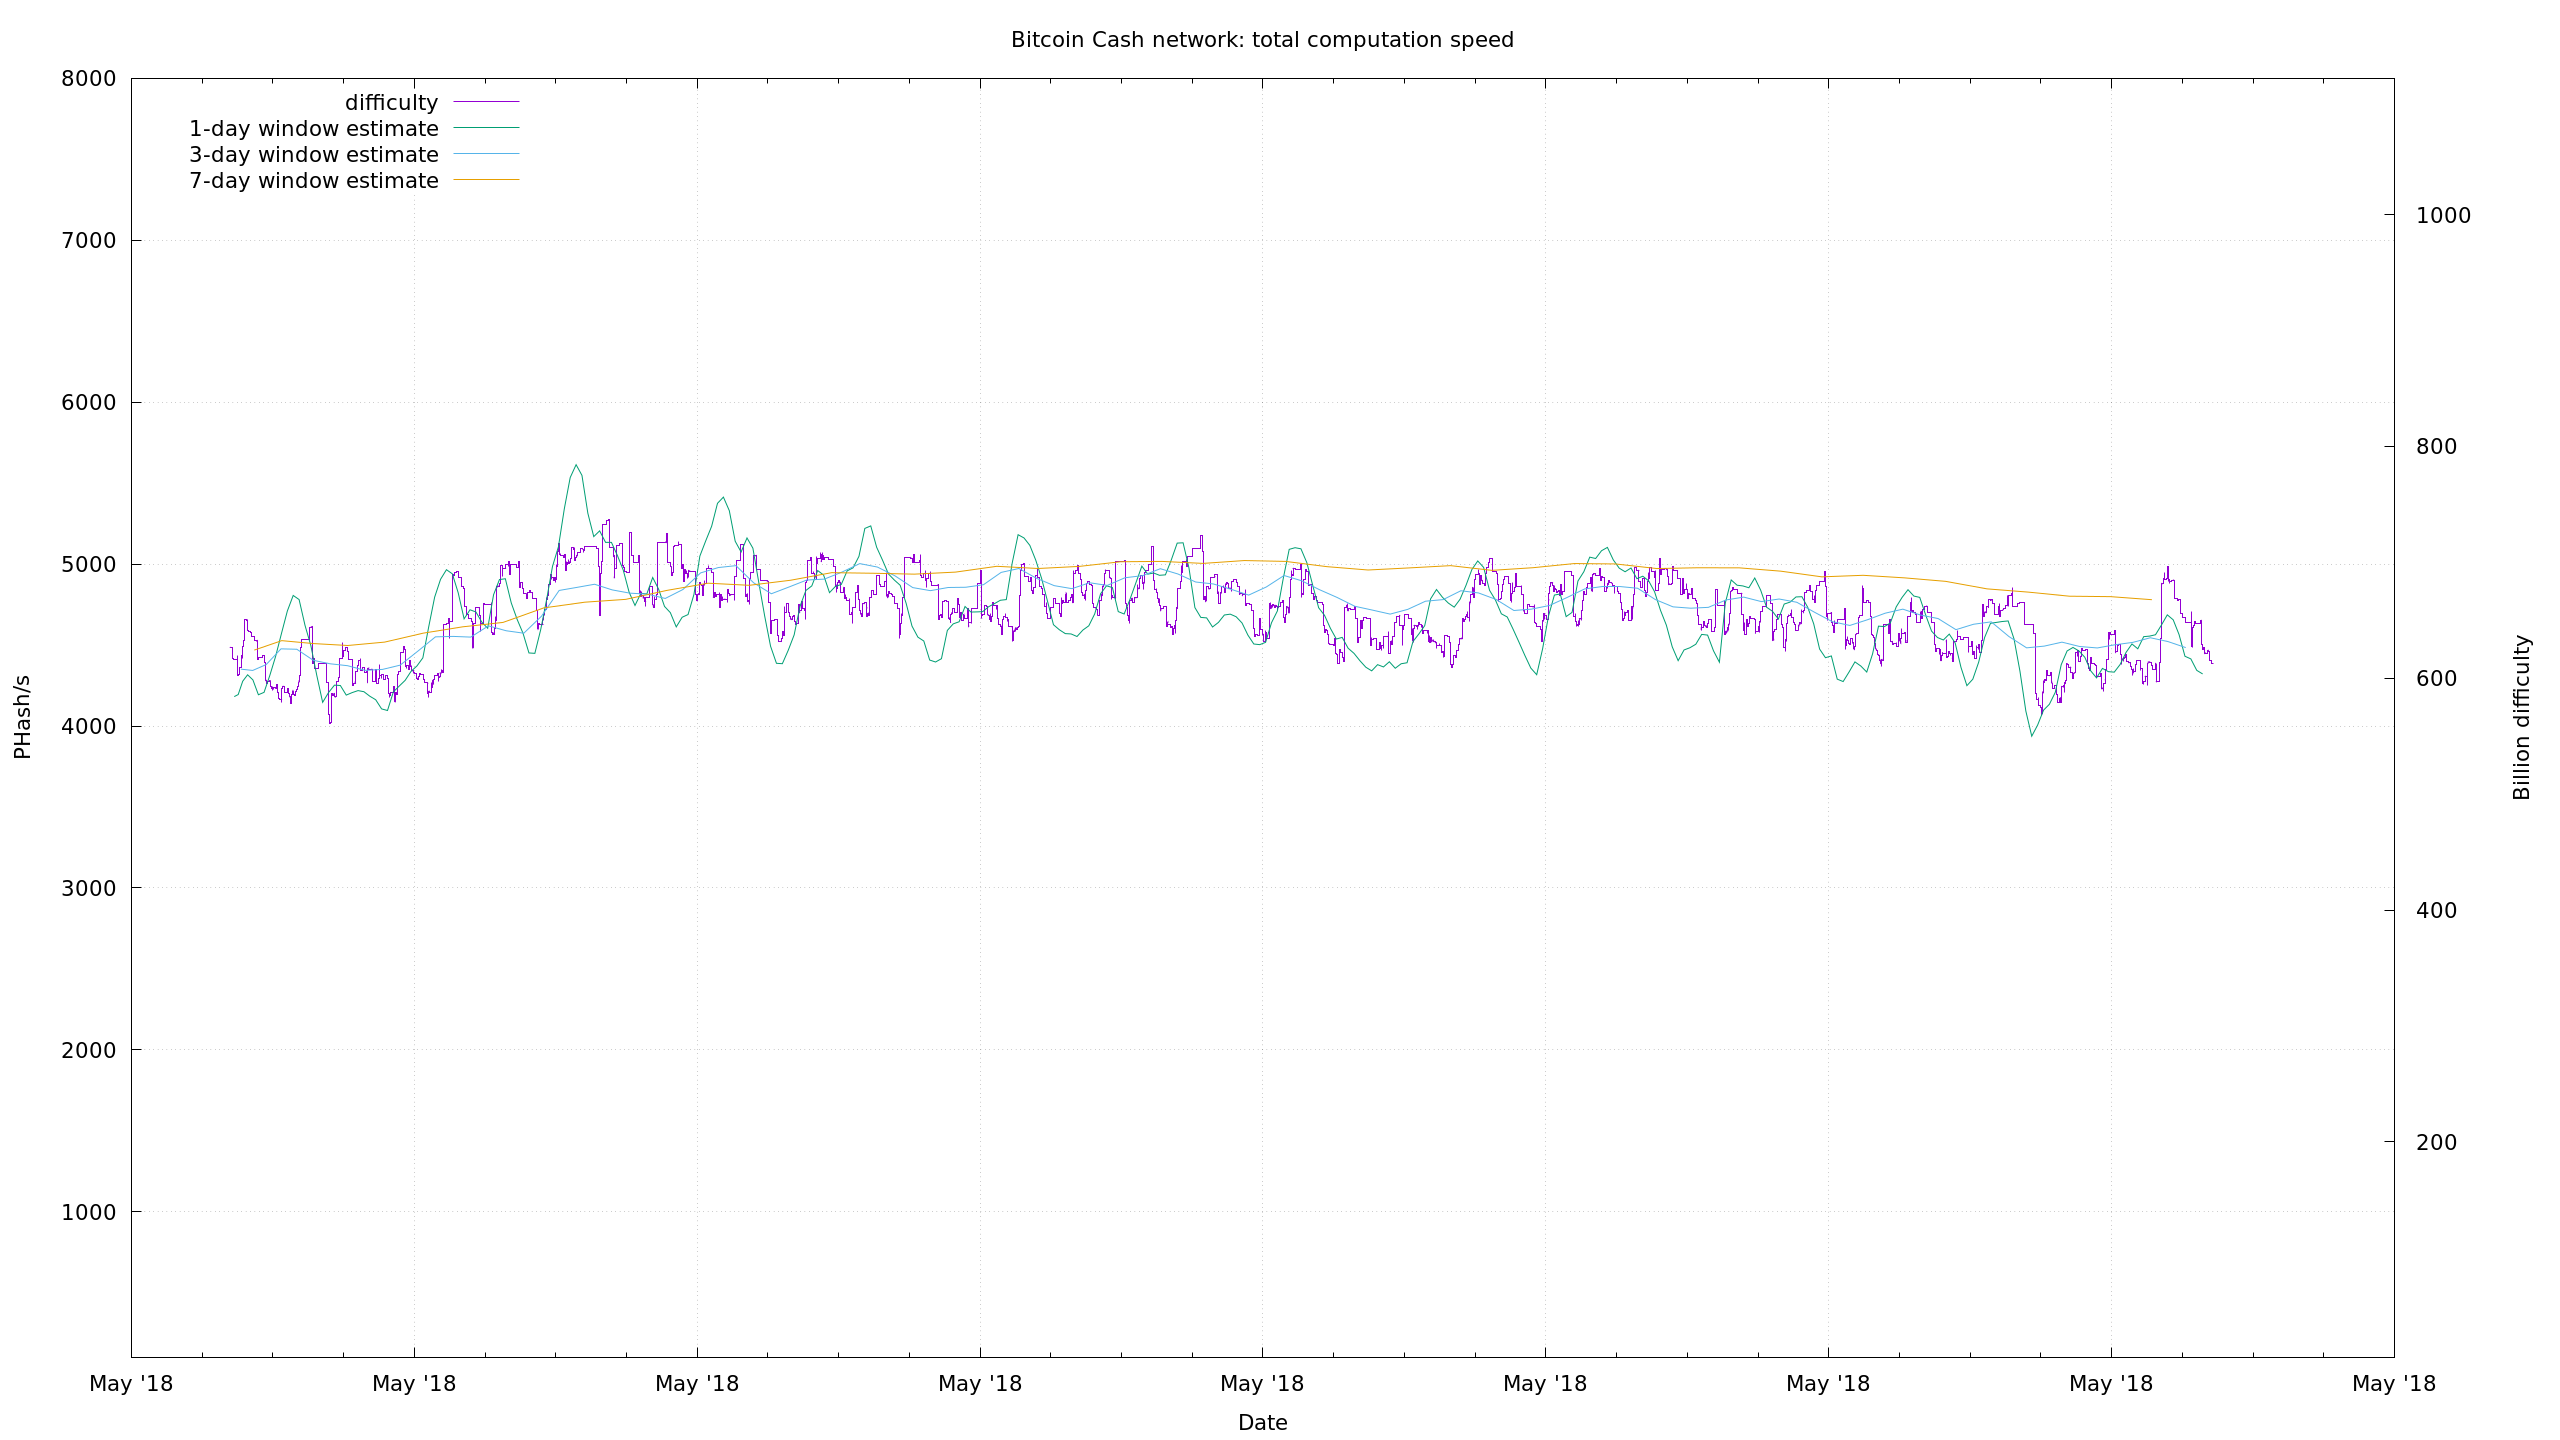 Bitcoin Cash network: total computation speed
difficulty
1-day window estimate
3-day window estimate
7-day window estimate
8000
7000
6000
5000
4000
3000
2000
1000
PHash/s
1000
800
600
400
200
Billion difficulty
May '18 May '18 May '18 May '18 May '18 May '18 May '18 May '18 May '18
Date